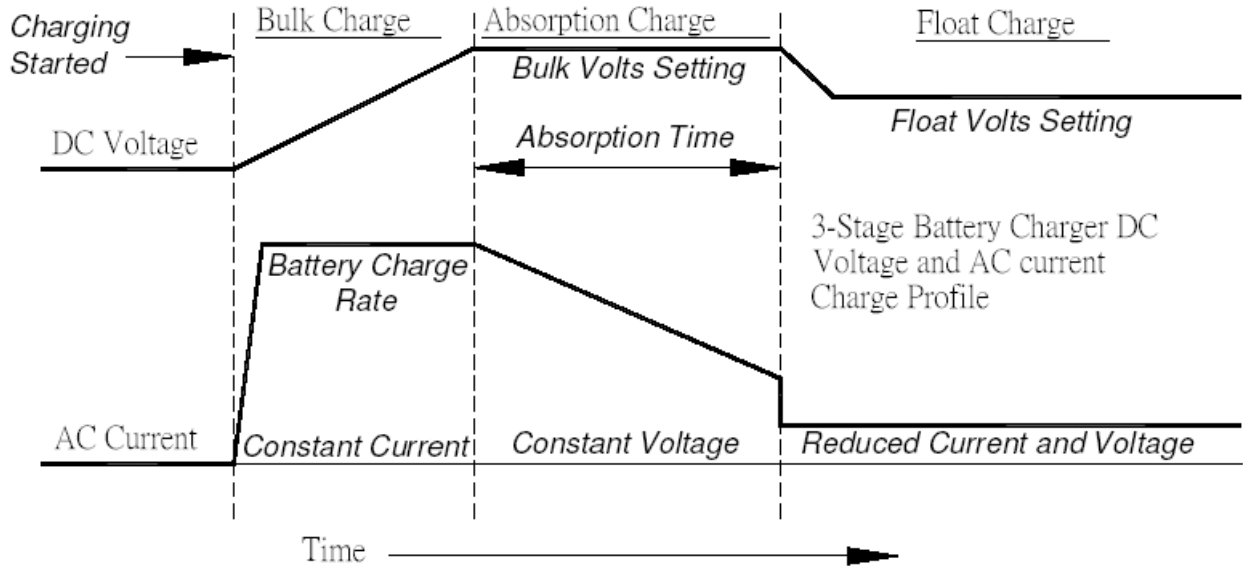 Charging
Started
Bulk Charge
Absorption Charge
Float Charge
Bulk Volts Setting
DC Voltage
Absorption Time
Float Volts Setting
3-Stage Battery Charger DC
Voltage and AC current
Charge Profile
Battery Charge
Rate
AC Current
Constant Current
Constant Voltage
Reduced Current and Voltage
Time